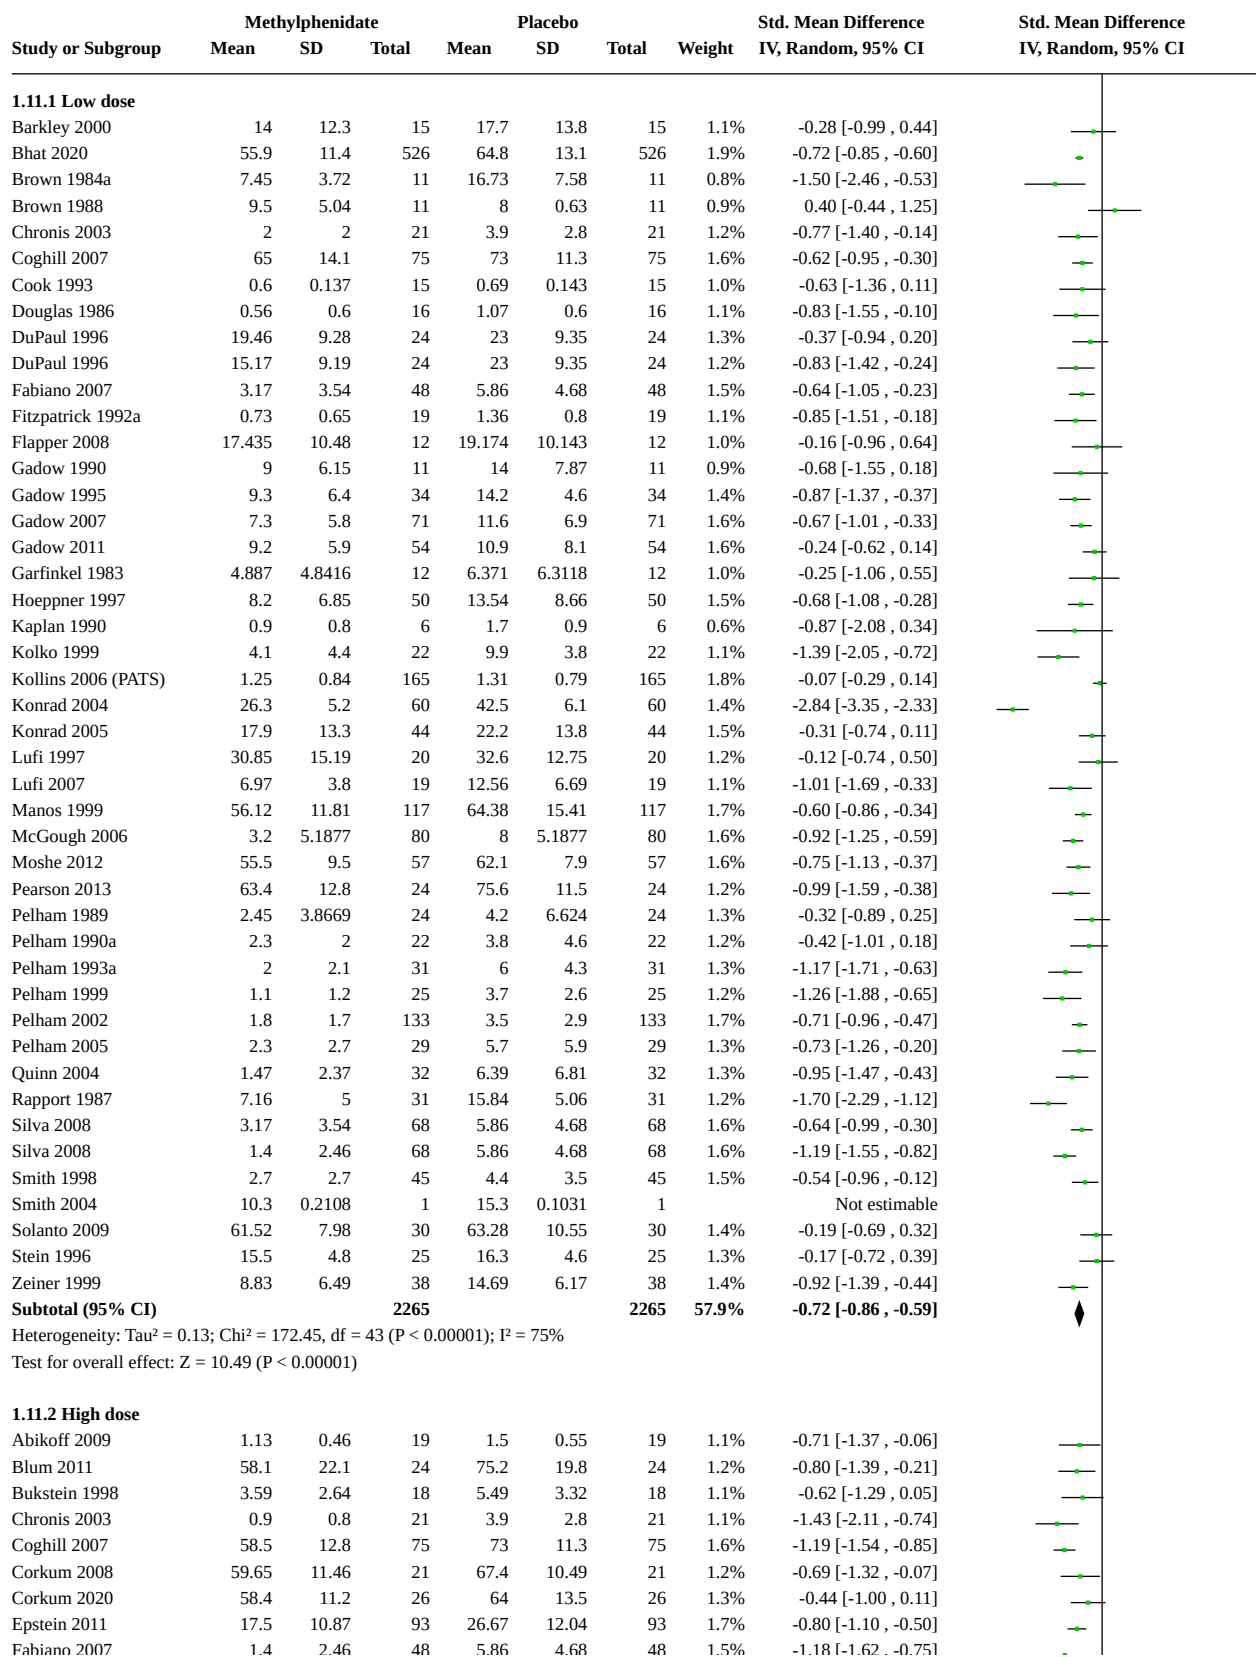 Methylphenidate Placebo Std. Mean Difference Std. Mean Difference
Study or Subgroup Mean SD Total Mean SD Total Weight IV, Random, 95% CI IV, Random, 95% CI
1.11.1 Low dose
Barkley 2000 14 12.3 15 17.7 13.8 15 1.1% -0.28 [-0.99 , 0.44]
Bhat 2020 55.9 11.4 526 64.8 13.1 526 1.9% -0.72 [-0.85 , -0.60]
Brown 1984a 7.45 3.72 11 16.73 7.58 11 0.8% -1.50 [-2.46 , -0.53]
Brown 1988 9.5 5.04 11 8 0.63 11 0.9% 0.40 [-0.44 , 1.25]
Chronis 2003 2 2 21 3.9 2.8 21 1.2% -0.77 [-1.40 , -0.14]
Coghill 2007 65 14.1 75 73 11.3 75 1.6% -0.62 [-0.95 , -0.30]
Cook 1993 0.6 0.137 15 0.69 0.143 15 1.0% -0.63 [-1.36 , 0.11]
Douglas 1986 0.56 0.6 16 1.07 0.6 16 1.1% -0.83 [-1.55 , -0.10]
DuPaul 1996 19.46 9.28 24 23 9.35 24 1.3% -0.37 [-0.94 , 0.20]
DuPaul 1996 15.17 9.19 24 23 9.35 24 1.2% -0.83 [-1.42 , -0.24]
Fabiano 2007 3.17 3.54 48 5.86 4.68 48 1.5% -0.64 [-1.05 , -0.23]
Fitzpatrick 1992a 0.73 0.65 19 1.36 0.8 19 1.1% -0.85 [-1.51 , -0.18]
Flapper 2008 17.435 10.48 12 19.174 10.143 12 1.0% -0.16 [-0.96 , 0.64]
Gadow 1990 9 6.15 11 14 7.87 11 0.9% -0.68 [-1.55 , 0.18]
Gadow 1995 9.3 6.4 34 14.2 4.6 34 1.4% -0.87 [-1.37 , -0.37]
Gadow 2007 7.3 5.8 71 11.6 6.9 71 1.6% -0.67 [-1.01 , -0.33]
Gadow 2011 9.2 5.9 54 10.9 8.1 54 1.6% -0.24 [-0.62 , 0.14]
Garfinkel 1983 4.887 4.8416 12 6.371 6.3118 12 1.0% -0.25 [-1.06 , 0.55]
Hoeppner 1997 8.2 6.85 50 13.54 8.66 50 1.5% -0.68 [-1.08 , -0.28]
Kaplan 1990 0.9 0.8 6 1.7 0.9 6 0.6% -0.87 [-2.08 , 0.34]
Kolko 1999 4.1 4.4 22 9.9 3.8 22 1.1% -1.39 [-2.05 , -0.72]
Kollins 2006 (PATS) 1.25 0.84 165 1.31 0.79 165 1.8% -0.07 [-0.29 , 0.14]
Konrad 2004 26.3 5.2 60 42.5 6.1 60 1.4% -2.84 [-3.35 , -2.33]
Konrad 2005 17.9 13.3 44 22.2 13.8 44 1.5% -0.31 [-0.74 , 0.11]
Lufi 1997 30.85 15.19 20 32.6 12.75 20 1.2% -0.12 [-0.74 , 0.50]
Lufi 2007 6.97 3.8 19 12.56 6.69 19 1.1% -1.01 [-1.69 , -0.33]
Manos 1999 56.12 11.81 117 64.38 15.41 117 1.7% -0.60 [-0.86 , -0.34]
McGough 2006 3.2 5.1877 80 8 5.1877 80 1.6% -0.92 [-1.25 , -0.59]
Moshe 2012 55.5 9.5 57 62.1 7.9 57 1.6% -0.75 [-1.13 , -0.37]
Pearson 2013 63.4 12.8 24 75.6 11.5 24 1.2% -0.99 [-1.59 , -0.38]
Pelham 1989 2.45 3.8669 24 4.2 6.624 24 1.3% -0.32 [-0.89 , 0.25]
Pelham 1990a 2.3 2 22 3.8 4.6 22 1.2% -0.42 [-1.01 , 0.18]
Pelham 1993a 2 2.1 31 6 4.3 31 1.3% -1.17 [-1.71 , -0.63]
Pelham 1999 1.1 1.2 25 3.7 2.6 25 1.2% -1.26 [-1.88 , -0.65]
Pelham 2002 1.8 1.7 133 3.5 2.9 133 1.7% -0.71 [-0.96 , -0.47]
Pelham 2005 2.3 2.7 29 5.7 5.9 29 1.3% -0.73 [-1.26 , -0.20]
Quinn 2004 1.47 2.37 32 6.39 6.81 32 1.3% -0.95 [-1.47 , -0.43]
Rapport 1987 7.16 5 31 15.84 5.06 31 1.2% -1.70 [-2.29 , -1.12]
Silva 2008 3.17 3.54 68 5.86 4.68 68 1.6% -0.64 [-0.99 , -0.30]
Silva 2008 1.4 2.46 68 5.86 4.68 68 1.6% -1.19 [-1.55 , -0.82]
Smith 1998 2.7 2.7 45 4.4 3.5 45 1.5% -0.54 [-0.96 , -0.12]
Smith 2004 10.3 0.2108 1 15.3 0.1031 1 Not estimable
Solanto 2009 61.52 7.98 30 63.28 10.55 30 1.4% -0.19 [-0.69 , 0.32]
Stein 1996 15.5 4.8 25 16.3 4.6 25 1.3% -0.17 [-0.72 , 0.39]
Zeiner 1999 8.83 6.49 38 14.69 6.17 38 1.4% -0.92 [-1.39 , -0.44]
Subtotal (95% CI) 2265 2265 57.9% -0.72 [-0.86 , -0.59]
Heterogeneity: Tau² = 0.13; Chi² = 172.45, df = 43 (P < 0.00001); I² = 75%
Test for overall effect: Z = 10.49 (P < 0.00001)
1.11.2 High dose
Abikoff 2009 1.13 0.46 19 1.5 0.55 19 1.1% -0.71 [-1.37 , -0.06]
Blum 2011 58.1 22.1 24 75.2 19.8 24 1.2% -0.80 [-1.39 , -0.21]
Bukstein 1998 3.59 2.64 18 5.49 3.32 18 1.1% -0.62 [-1.29 , 0.05]
Chronis 2003 0.9 0.8 21 3.9 2.8 21 1.1% -1.43 [-2.11 , -0.74]
Coghill 2007 58.5 12.8 75 73 11.3 75 1.6% -1.19 [-1.54 , -0.85]
Corkum 2008 59.65 11.46 21 67.4 10.49 21 1.2% -0.69 [-1.32 , -0.07]
Corkum 2020 58.4 11.2 26 64 13.5 26 1.3% -0.44 [-1.00 , 0.11]
Epstein 2011 17.5 10.87 93 26.67 12.04 93 1.7% -0.80 [-1.10 , -0.50]
Fabiano 2007 1.4 2.46 48 5.86 4.68 48 1.5% -1.18 [-1.62 , -0.75]